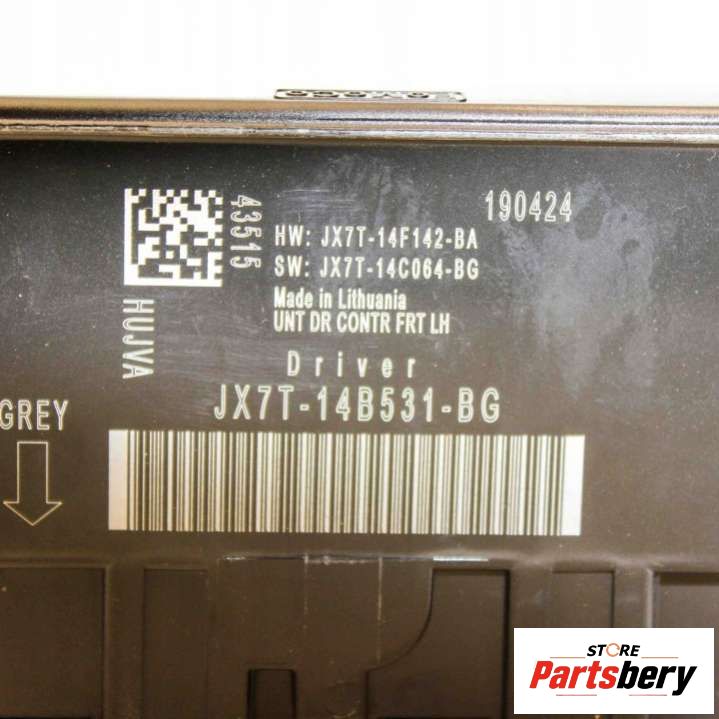 190424
43515
HW: JX7T-14F142-BA
SW: JX7T-14C064-BG
Made in Lithuania
UNT DR CONTR FRT LH
HUJVA
Driver
JX7T-14B531-BG
GREY
STORE
Partsbery